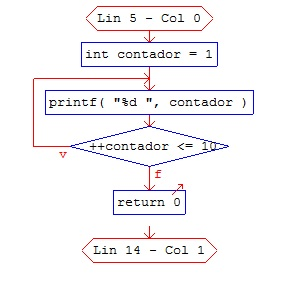 Lin 5 - Col 0
int contador = 1
printf( "%d ", contador )
++contador <= 10
v
f
return 0
Lin 14 - Col 1